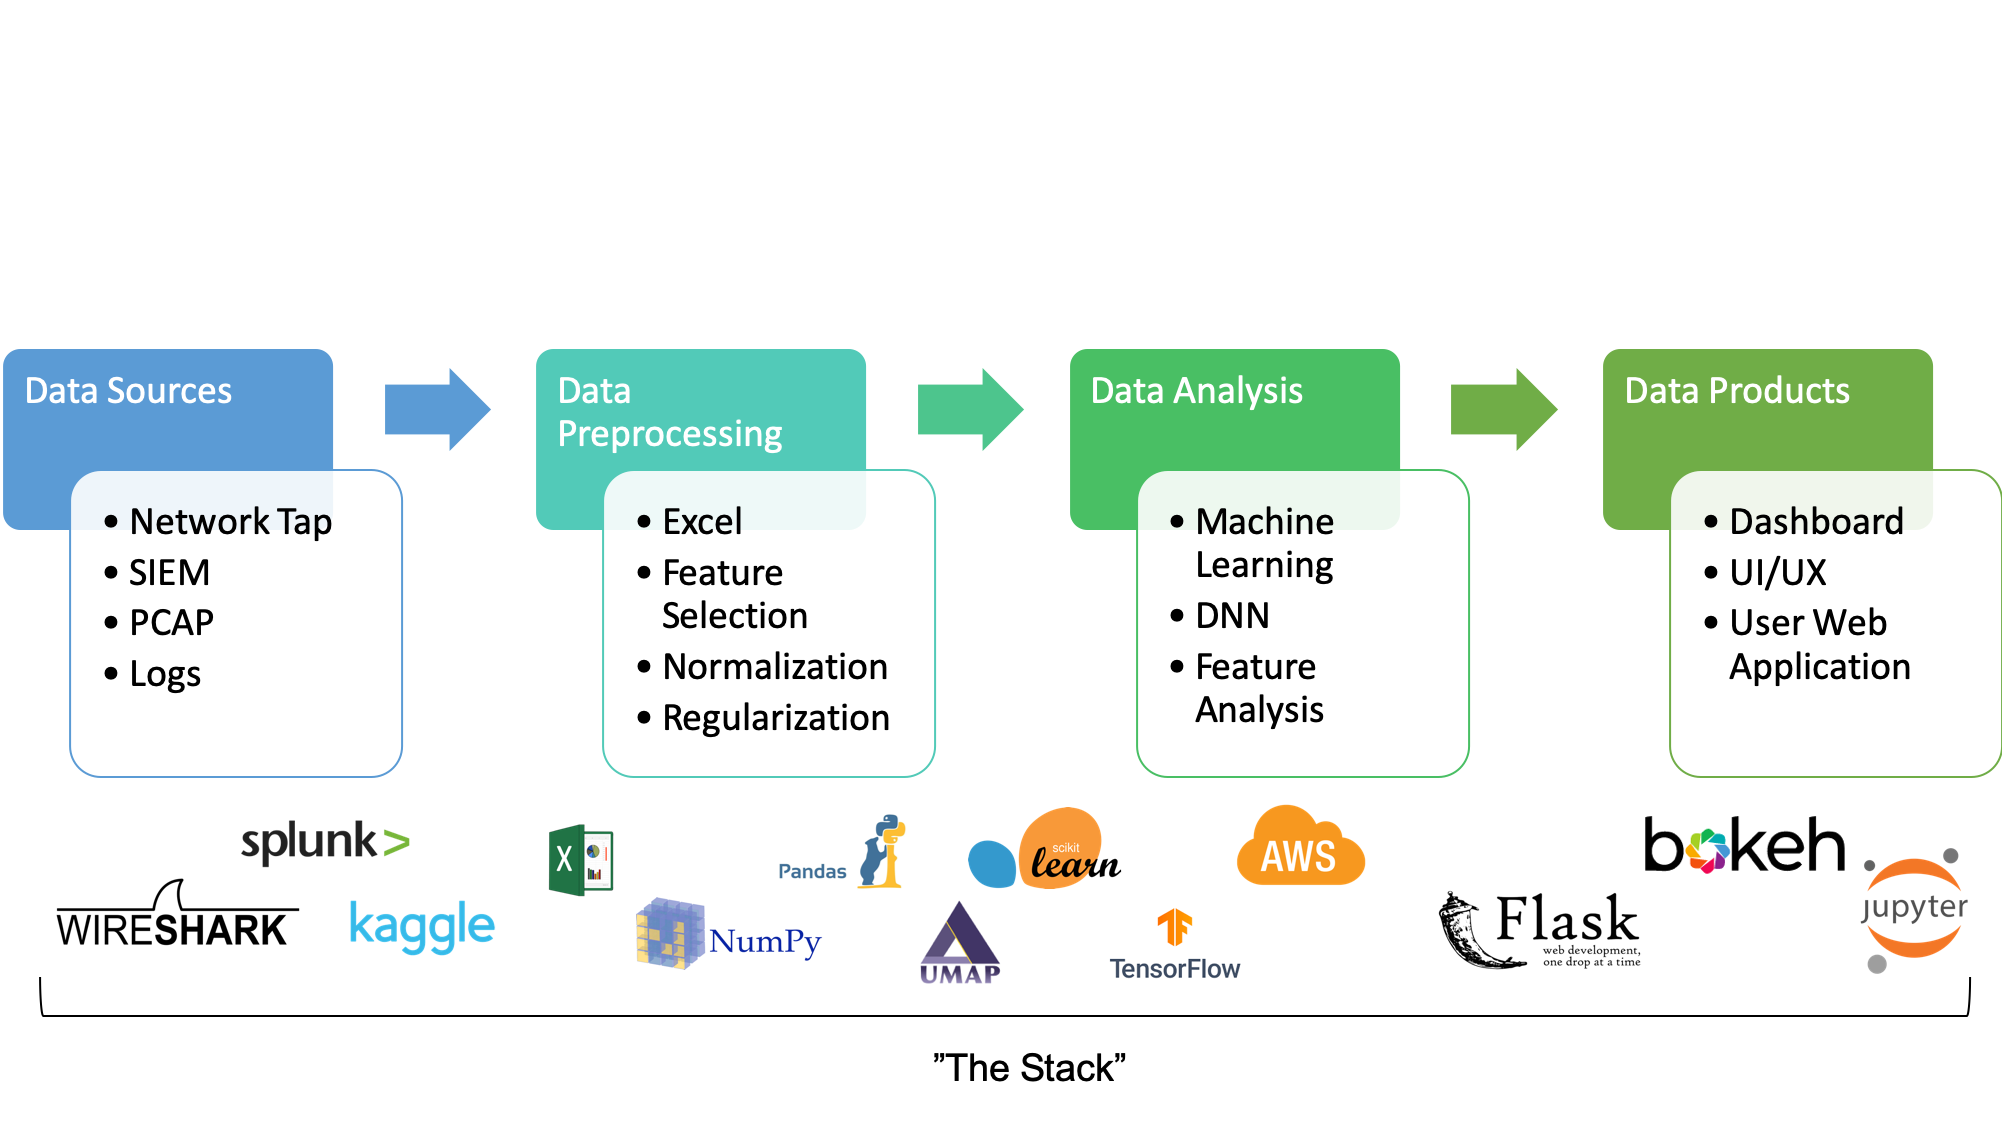 Data Sources
• Network Tap
• SIEM
• PCAP
• Logs
Data
Preprocessing
• Excel
• Feature
Selection
• Normalization
• Regularization
Data Analysis
• Machine
Learning
• DNN
• Feature
Analysis
Data Products
• Dashboard
• UI/UX
• User Web
Application
splunk>
WIRESHARK
kaggle
X
Pandas
NumPy
UMAP
scikit
learn
AWS
TensorFlow
Flask
web development,
one drop at a time
bokeh
jupyter
”The Stack”